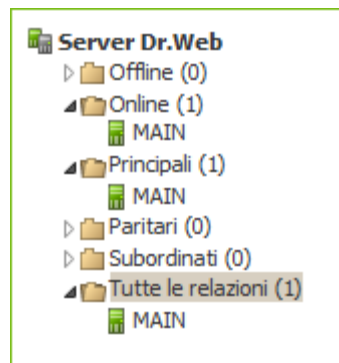 Server Dr.Web
Offline (0)
Online (1)
MAIN
Principali (1)
MAIN
Paritari (0)
Subordinati (0)
Tutte le relazioni (1)
MAIN